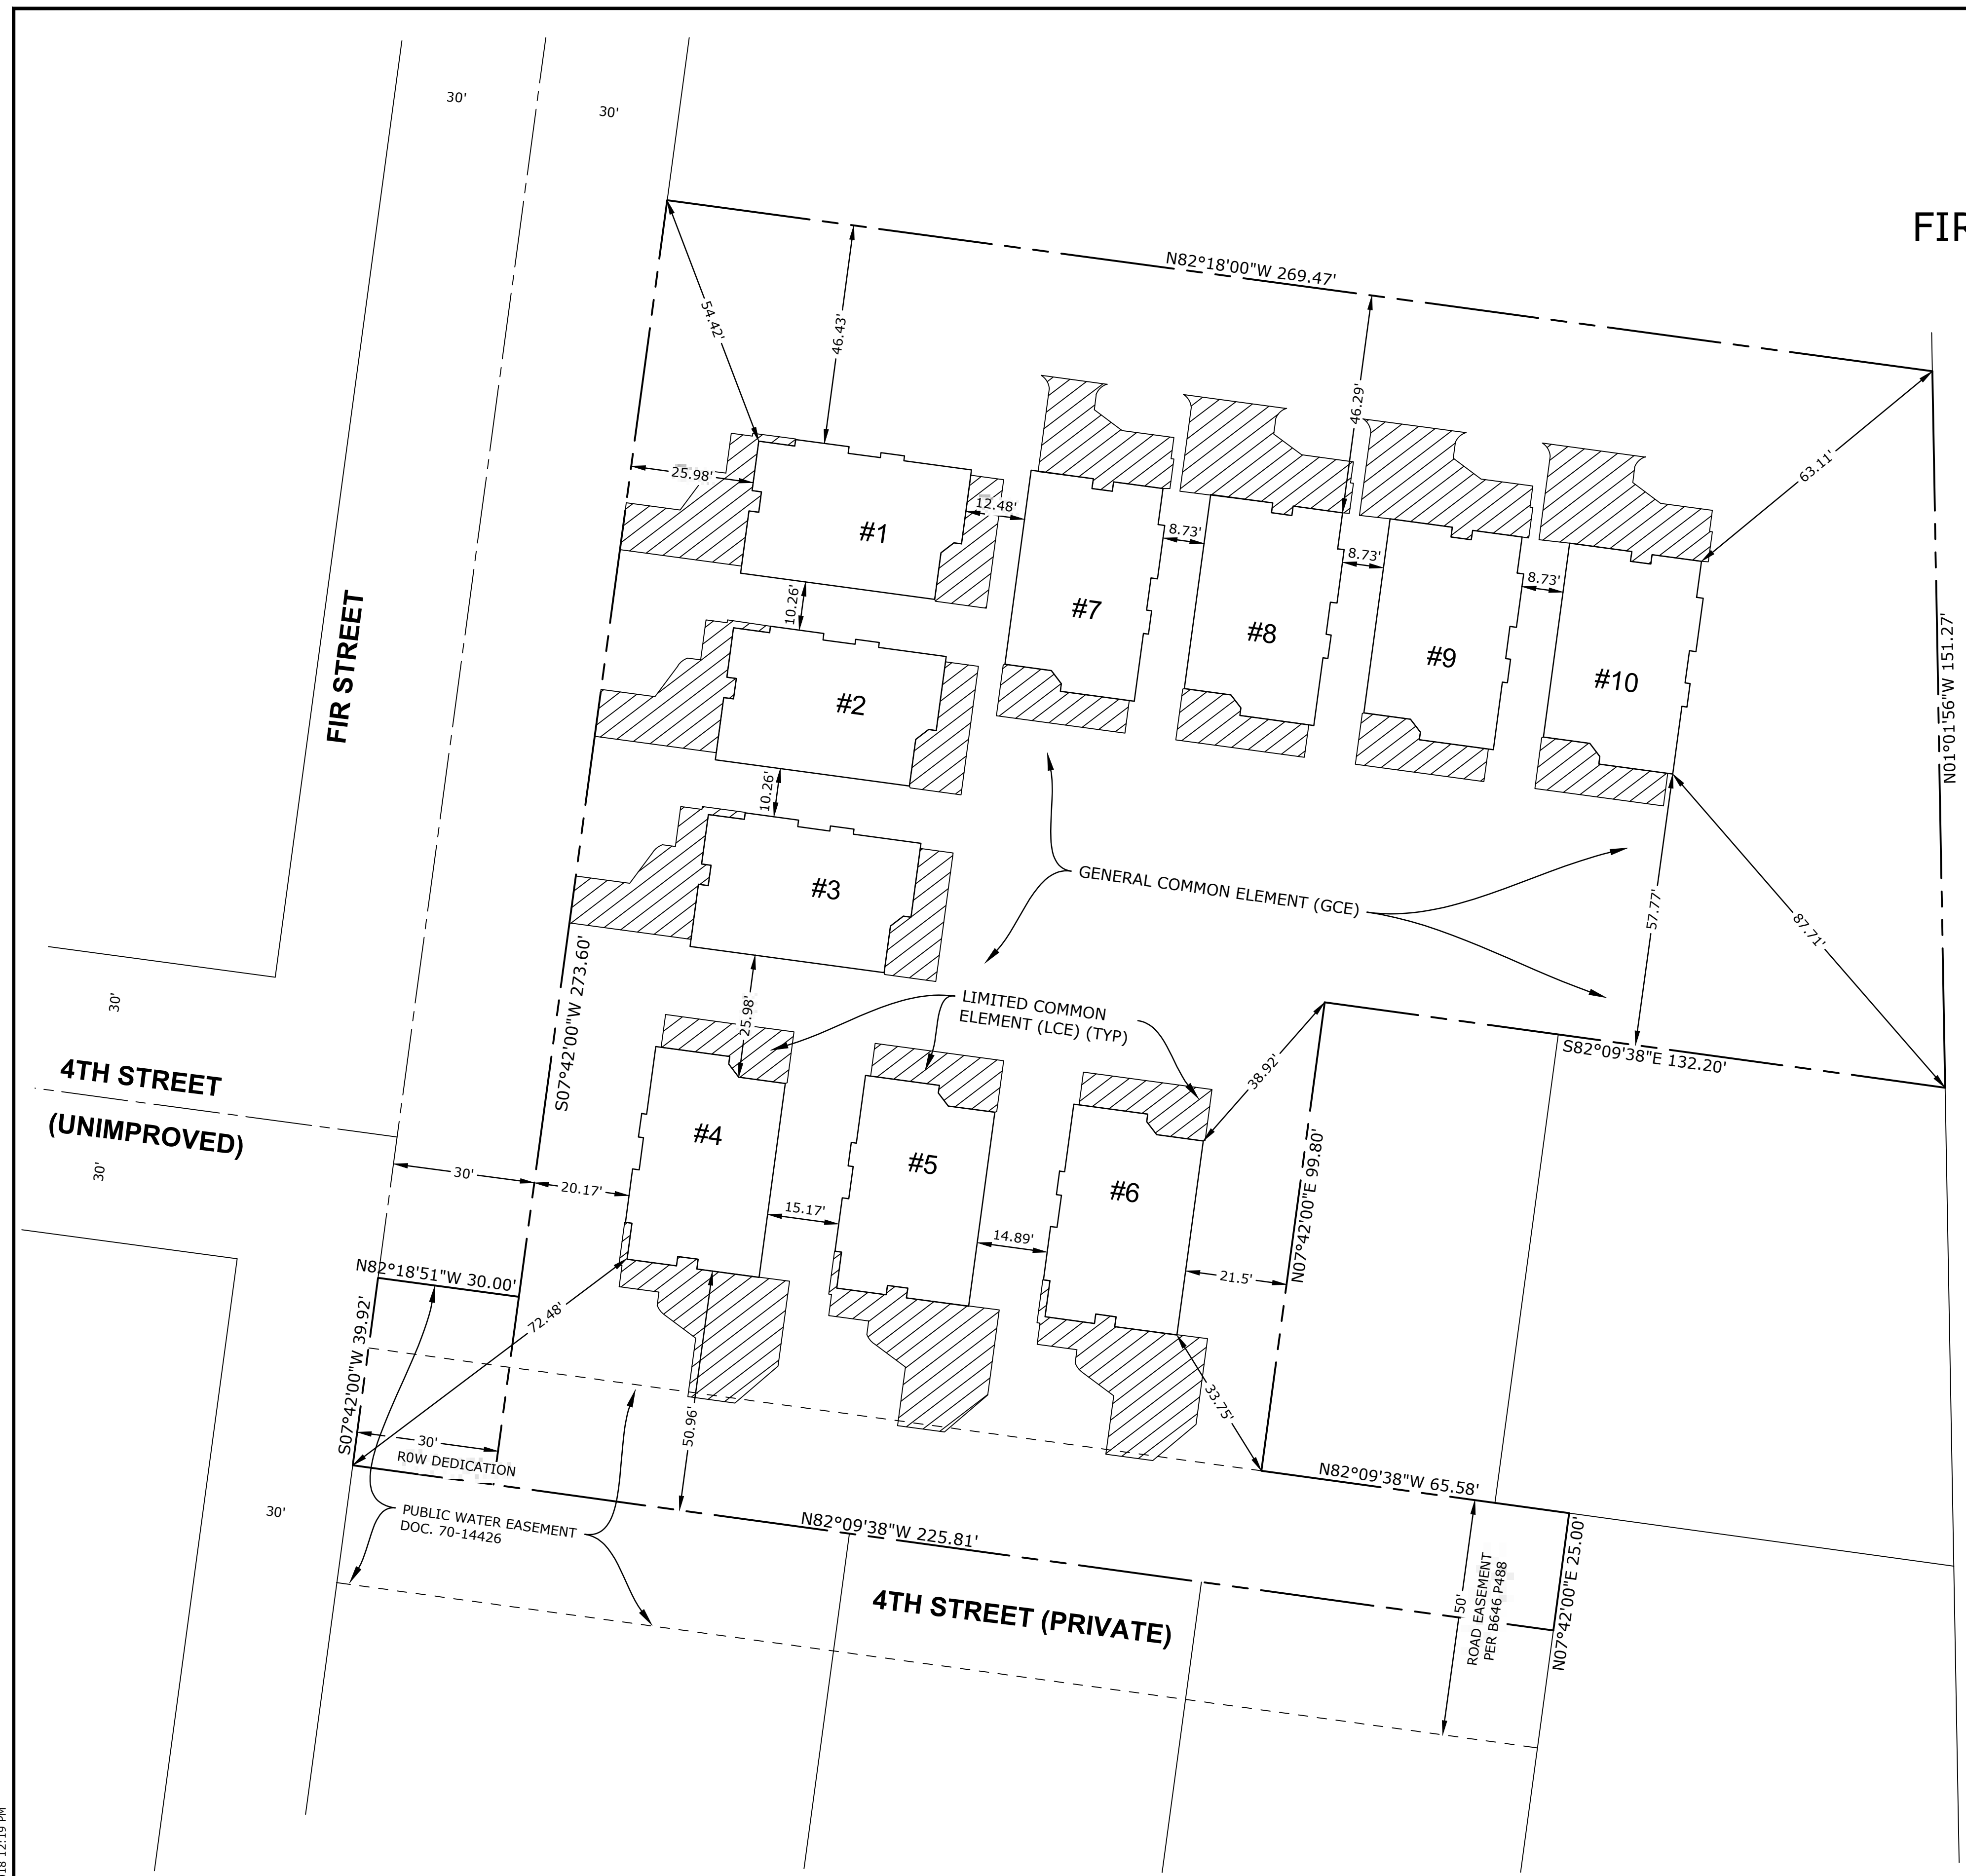 30'
30'
FIR
N82°18'00"W 269.47'
54.42'
46.43'
46.29'
63.11'
25.98'
12.48'
#1
8.73'
8.73'
8.73'
10.26'
#7
#8
#9
#10
FIR STREET
N01°01'56"W 151.27'
#2
10.26'
#3
GENERAL COMMON ELEMENT (GCE)
57.77'
87.71'
S07°42'00"W 273.60'
30'
25.98'
LIMITED COMMON
ELEMENT (LCE) (TYP)
S82°09'38"E 132.20'
38.92'
4TH STREET
(UNIMPROVED)
#4
#5
#6
N07°42'00"E 99.80'
30'
30'
20.17'
15.17'
14.89'
21.5'
N82°18'51"W 30.00'
S07°42'00"W 39.92'
72.48'
50.96'
33.75'
30'
R0W DEDICATION
N82°09'38"W 65.58'
30'
PUBLIC WATER EASEMENT
DOC. 70-14426
N82°09'38"W 225.81'
4TH STREET (PRIVATE)
50'
ROAD EASEMENT
PER B646 P488
N07°42'00"E 25.00'
18 12:19 PM